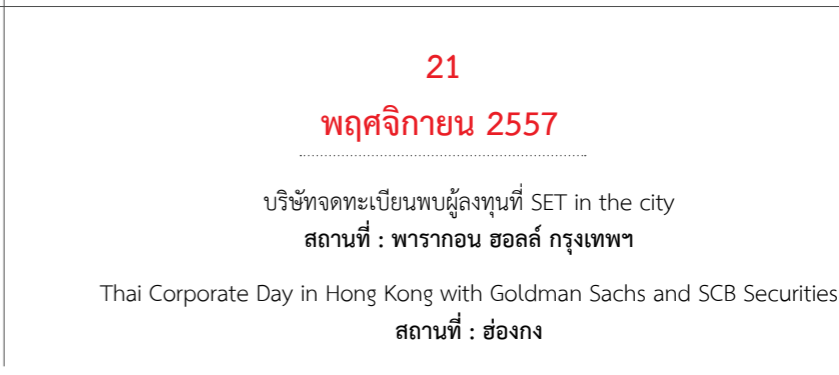 21
พฤศจิกายน 2557
บริษัทจดทะเบียนพบผู้ลงทุนที่ SET in the city
สถานที่ : พารากอน ฮอลล์ กรุงเทพฯ
Thai Corporate Day in Hong Kong with Goldman Sachs and SCB Securities
สถานที่ : ฮ่องกง